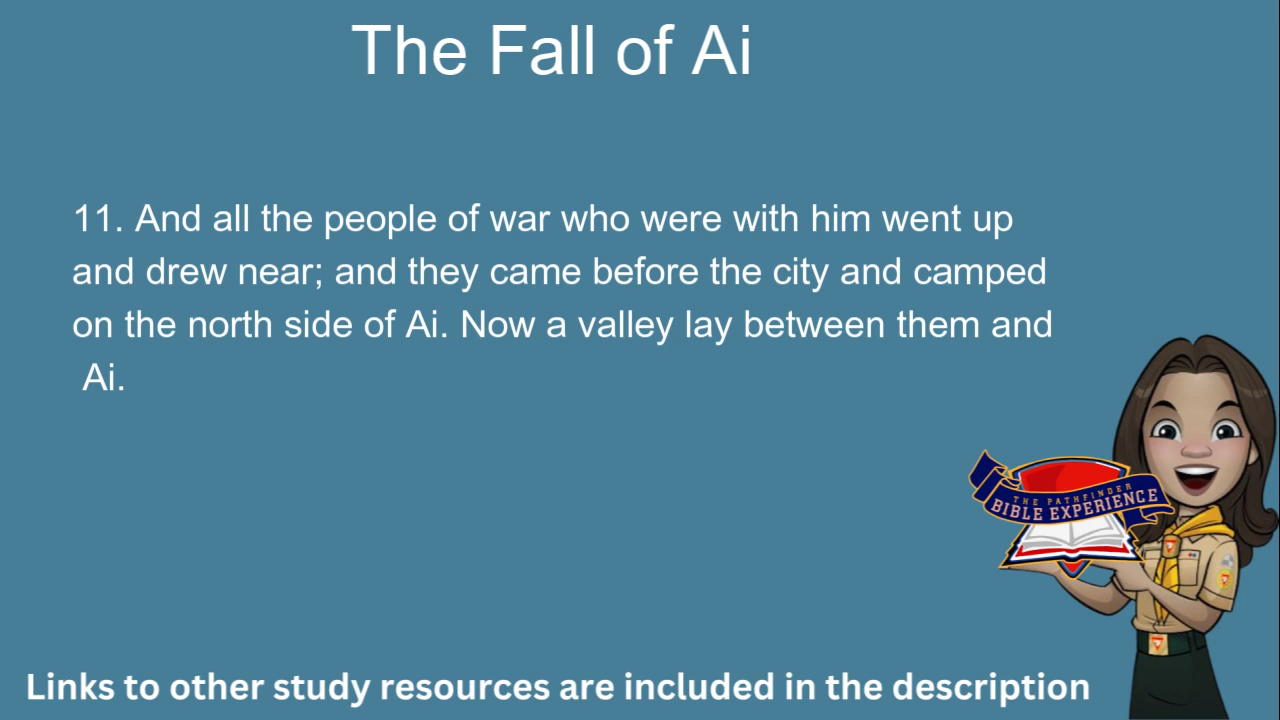 The Fall of Ai
11. And all the people of war who were with him went up
and drew near; and they came before the city and camped
on the north side of Ai. Now a valley lay between them and
Ai.
THE PATHFINDER
BIBLE EXPERIENCE
Links to other study resources are included in the description